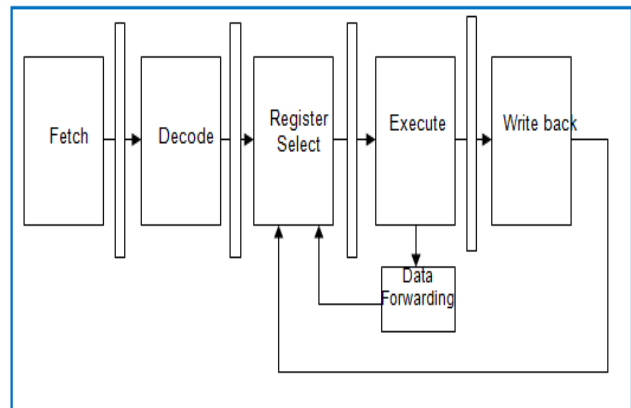 Fetch
Decode
Register
Select
Execute
Write back
Data
Forwarding